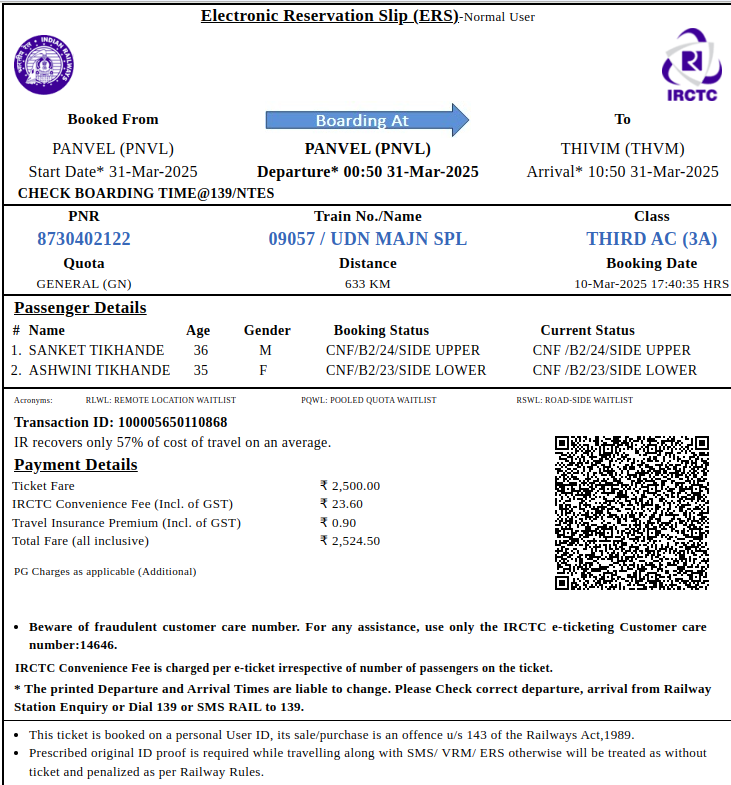 Electronic Reservation Slip (ERS)-Normal User
INDIAN RAILWAYS
IRCTC
Booked From
Boarding At
To
PANVEL (PNVL)
PANVEL (PNVL)
THIVIM (THVM)
Start Date* 31-Mar-2025
Departure* 00:50 31-Mar-2025
Arrival* 10:50 31-Mar-2025
CHECK BOARDING TIME@139/NTES
PNR
Train No./Name
Class
8730402122
09057 / UDN MAJN SPL
THIRD AC (3A)
Quota
Distance
Booking Date
GENERAL (GN)
633 KM
10-Mar-2025 17:40:35 HRS
Passenger Details
# Name Age Gender Booking Status Current Status
1. SANKET TIKHANDE 36 M CNF/B2/24/SIDE UPPER CNF /B2/24/SIDE UPPER
2. ASHWINI TIKHANDE 35 F CNF/B2/23/SIDE LOWER CNF /B2/23/SIDE LOWER
Acronyms: RLWL: REMOTE LOCATION WAITLIST PQWL: POOLED QUOTA WAITLIST RSWL: ROAD-SIDE WAITLIST
Transaction ID: 100005650110868
IR recovers only 57% of cost of travel on an average.
Payment Details
Ticket Fare ₹ 2,500.00
IRCTC Convenience Fee (Incl. of GST) ₹ 23.60
Travel Insurance Premium (Incl. of GST) ₹ 0.90
Total Fare (all inclusive) ₹ 2,524.50
PG Charges as applicable (Additional)
• Beware of fraudulent customer care number. For any assistance, use only the IRCTC e-ticketing Customer care
number:14646.
IRCTC Convenience Fee is charged per e-ticket irrespective of number of passengers on the ticket.
* The printed Departure and Arrival Times are liable to change. Please Check correct departure, arrival from Railway
Station Enquiry or Dial 139 or SMS RAIL to 139.
• This ticket is booked on a personal User ID, its sale/purchase is an offence u/s 143 of the Railways Act,1989.
• Prescribed original ID proof is required while travelling along with SMS/ VRM/ ERS otherwise will be treated as without
ticket and penalized as per Railway Rules.